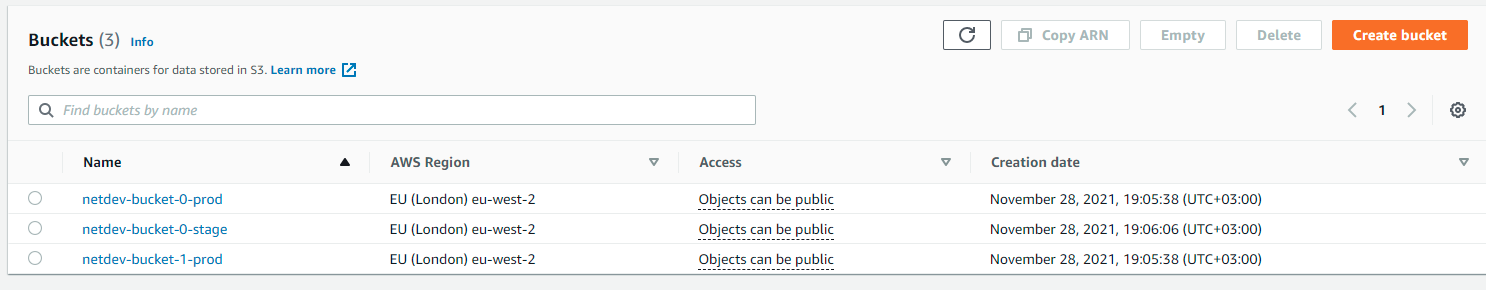 Buckets (3) Info
Copy ARN Empty Delete Create bucket
Buckets are containers for data stored in S3. Learn more
Find buckets by name
1
Name AWS Region Access Creation date
netdev-bucket-0-prod EU (London) eu-west-2 Objects can be public November 28, 2021, 19:05:38 (UTC+03:00)
netdev-bucket-0-stage EU (London) eu-west-2 Objects can be public November 28, 2021, 19:06:06 (UTC+03:00)
netdev-bucket-1-prod EU (London) eu-west-2 Objects can be public November 28, 2021, 19:05:38 (UTC+03:00)